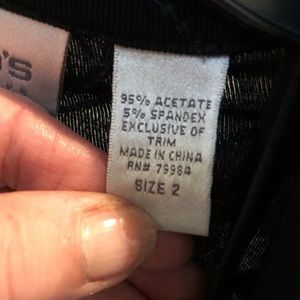 95% ACETATE
5% SPANDEX
EXCLUSIVE OF
TRIM
MADE IN CHINA
RN# 79984
SIZE 2